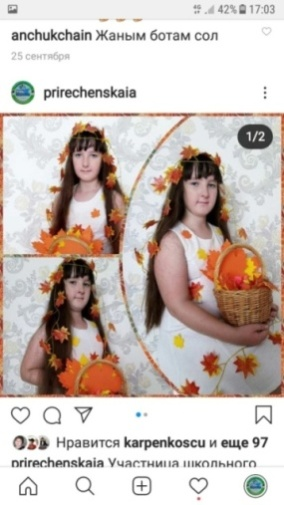 42% 17:03
anchukchain Жаным ботам сол
25 сентября
prirechenskaia
1/2
Нравится karpenkoscu и еще 97
prirechenskaia Участница школьного